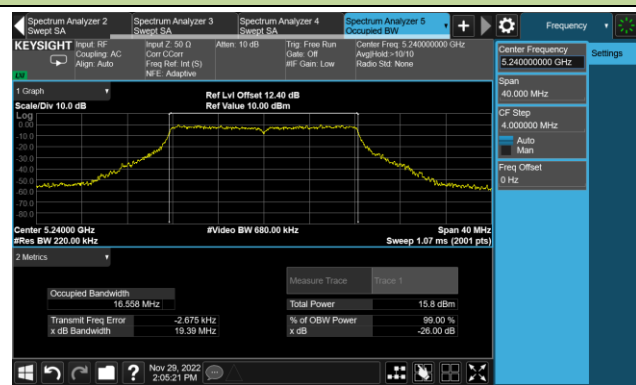 Spectrum Analyzer 2
Swept SA
Spectrum Analyzer 3
Swept SA
Spectrum Analyzer 4
Swept SA
Spectrum Analyzer 5
Occupied BW
Frequency
KEYSIGHT
Input: RF
Coupling: AC
Align: Auto
Input Z: 50 Ω
Corr CCorr
Freq Ref: Int (S)
NFE: Adaptive
Atten: 10 dB
Trig: Free Run
Gate: Off
#IF Gain: Low
Center Freq: 5.240000000 GHz
Avg|Hold:>10/10
Radio Std: None
Center Frequency
5.240000000 GHz
Settings
Span
40.000 MHz
CF Step
4.000000 MHz
Auto
Man
Freq Offset
0 Hz
1 Graph
Scale/Div 10.0 dB
Ref Lvl Offset 12.40 dB
Ref Value 10.00 dBm
Log
0.00
-10.0
-20.0
-30.0
-40.0
-50.0
-60.0
-70.0
-80.0
Center 5.24000 GHz
#Res BW 220.00 kHz
#Video BW 680.00 kHz
Span 40 MHz
Sweep 1.07 ms (2001 pts)
2 Metrics
Measure Trace
Trace 1
Occupied Bandwidth
16.558 MHz
Total Power
15.8 dBm
Transmit Freq Error
-2.675 kHz
% of OBW Power
99.00 %
x dB Bandwidth
19.39 MHz
x dB
-26.00 dB
Nov 29, 2022
2:05:21 PM